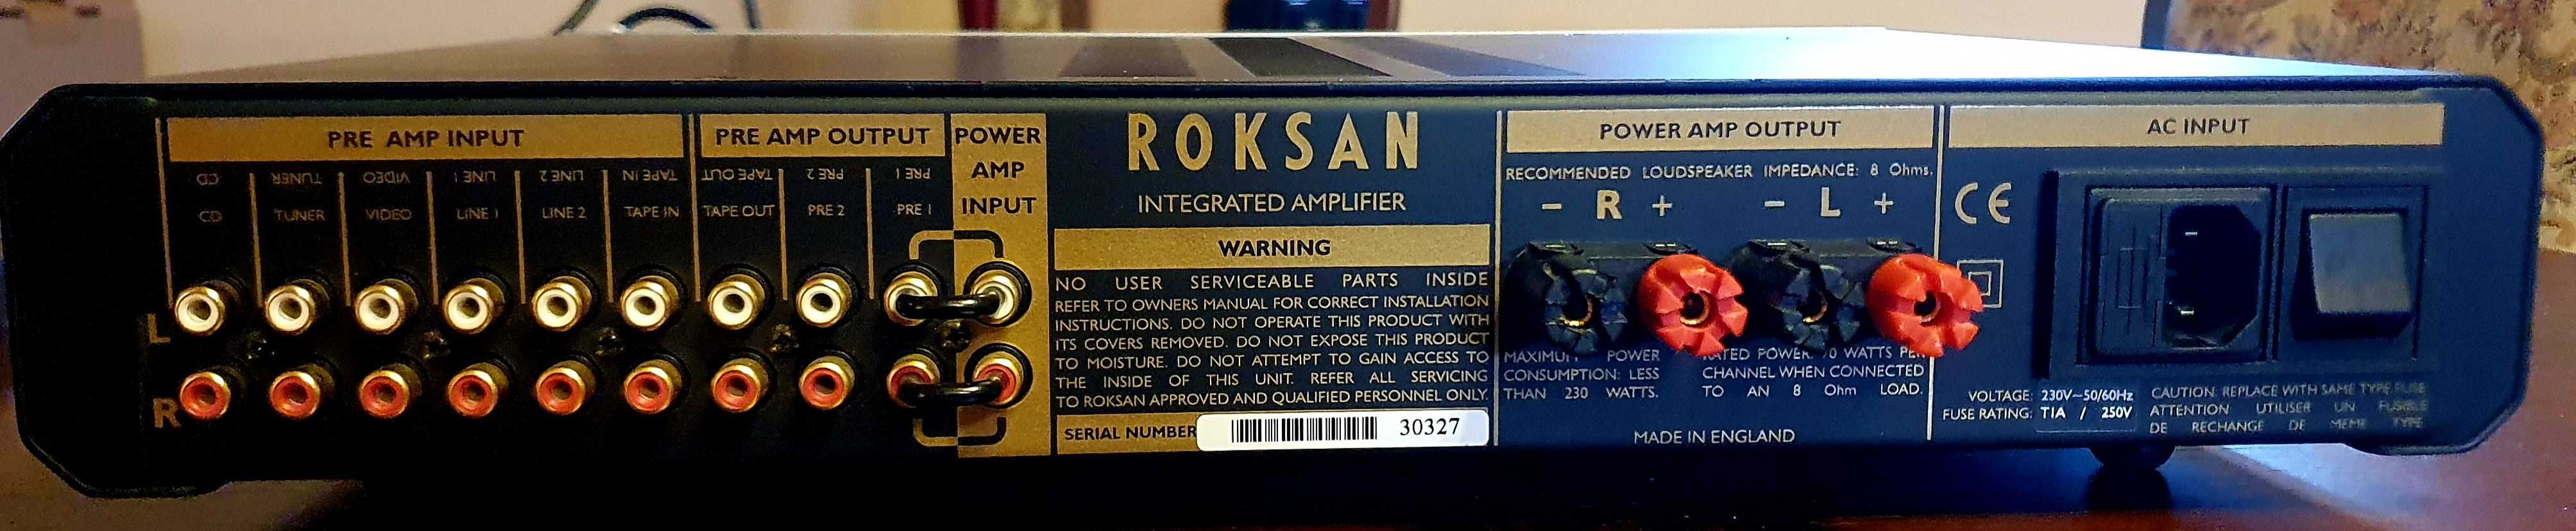 PRE AMP INPUT
CD TUNER VIDEO LINE 1 LINE 2 TAPE IN
CD TUNER VIDEO LINE 1 LINE 2 TAPE IN
L
R
PRE AMP OUTPUT
TAPE OUT PRE 2 PRE 1
TAPE OUT PRE 2 PRE 1
POWER
AMP
INPUT
ROKSAN
INTEGRATED AMPLIFIER
WARNING
NO USER SERVICEABLE PARTS INSIDE
REFER TO OWNERS MANUAL FOR CORRECT INSTALLATION
INSTRUCTIONS. DO NOT OPERATE THIS PRODUCT WITH
ITS COVERS REMOVED. DO NOT EXPOSE THIS PRODUCT
TO MOISTURE. DO NOT ATTEMPT TO GAIN ACCESS TO
THE INSIDE OF THIS UNIT. REFER ALL SERVICING
TO ROKSAN APPROVED AND QUALIFIED PERSONNEL ONLY.
SERIAL NUMBER 30327
POWER AMP OUTPUT
RECOMMENDED LOUDSPEAKER IMPEDANCE: 8 Ohms.
- R + - L +
MAXIMUM POWER
CONSUMPTION: LESS
THAN 230 WATTS.
RATED POWER: 70 WATTS PER
CHANNEL WHEN CONNECTED
TO AN 8 Ohm LOAD.
MADE IN ENGLAND
AC INPUT
CE
VOLTAGE: 230V~50/60Hz
FUSE RATING: T1A / 250V
CAUTION: REPLACE WITH SAME TYPE FUSE
ATTENTION UTILISER UN FUSIBLE
DE RECHANGE DE MEME TYPE